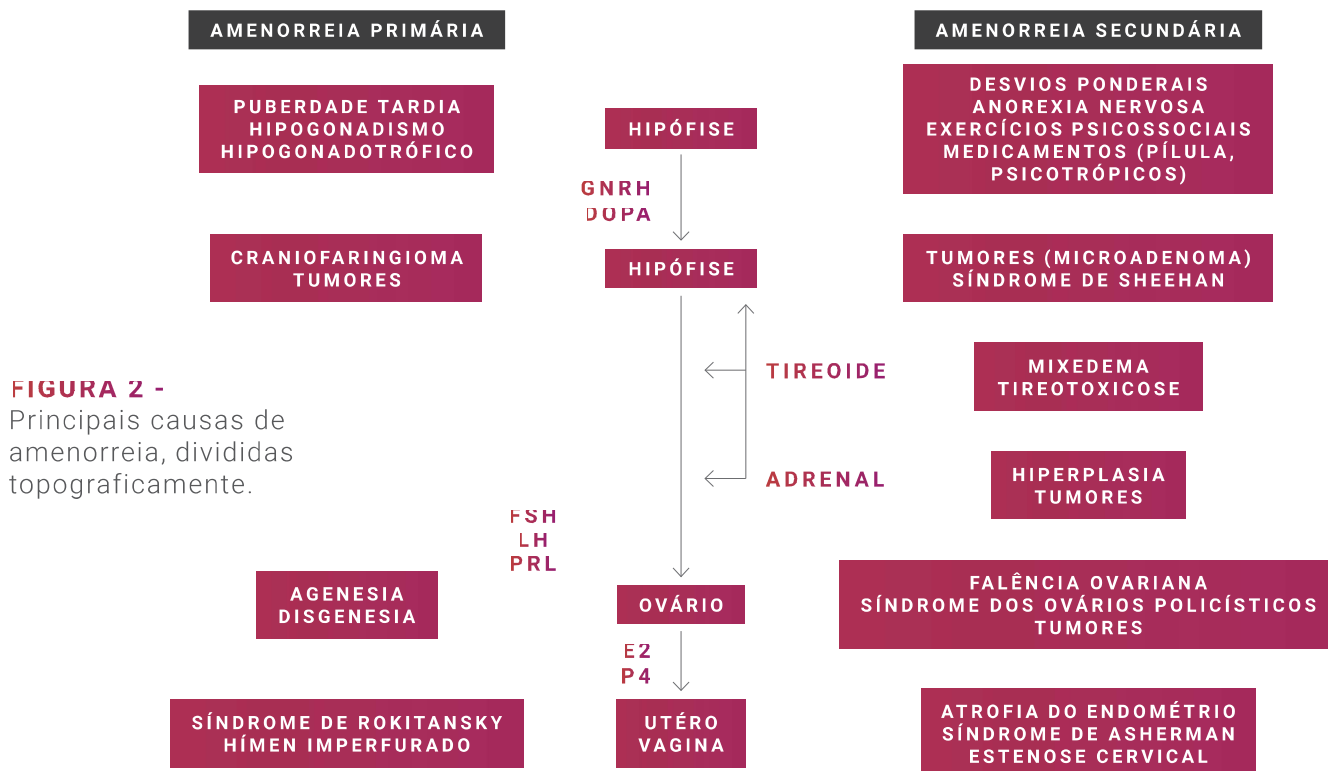 AMENORREIA PRIMÁRIA
AMENORREIA SECUNDÁRIA
PUBERDADE TARDIA
HIPOGONADISMO
HIPOGONADOTRÓFICO
HIPÓFISE
DESVIOS PONDERAIS
ANOREXIA NERVOSA
EXERCÍCIOS PSICOSSOCIAIS
MEDICAMENTOS (PÍLULA,
PSICOTRÓPICOS)
GNRH
DOPA
CRANIOFARINGIOMA
TUMORES
HIPÓFISE
TUMORES (MICROADENOMA)
SÍNDROME DE SHEEHAN
TIREOIDE
MIXEDEMA
TIREOTOXICOSE
FIGURA 2 -
Principais causas de
amenorreia, divididas
topograficamente.
ADRENAL
HIPERPLASIA
TUMORES
FSH
LH
PRL
AGENESIA
DISGENESIA
OVÁRIO
FALÊNCIA OVARIANA
SÍNDROME DOS OVÁRIOS POLICÍSTICOS
TUMORES
E2
P4
SÍNDROME DE ROKITANSKY
HÍMEN IMPERFURADO
UTÉRO
VAGINA
ATROFIA DO ENDOMÉTRIO
SÍNDROME DE ASHERMAN
ESTENOSE CERVICAL